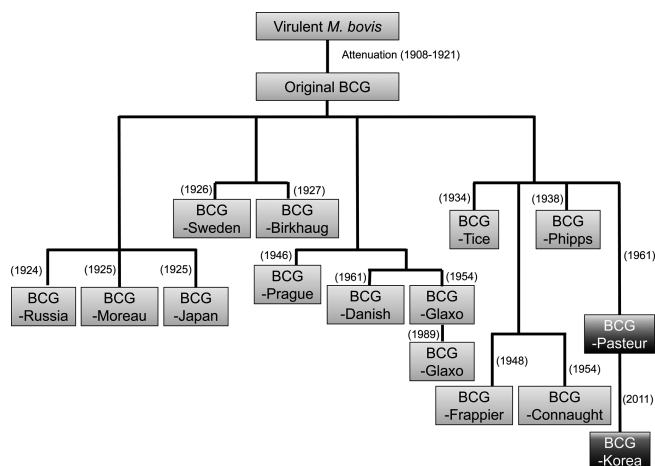 Virulent M. bovis
Attenuation (1908-1921)
Original BCG
(1926)
(1927)
BCG
-Sweden
BCG
-Birkhaug
(1934)
(1938)
BCG
-Tice
BCG
-Phipps
(1924)
(1925)
(1925)
BCG
-Russia
BCG
-Moreau
BCG
-Japan
(1946)
BCG
-Prague
(1961)
(1954)
BCG
-Danish
BCG
-Glaxo
(1989)
BCG
-Glaxo
(1961)
BCG
-Pasteur
(1948)
(1954)
BCG
-Frappier
BCG
-Connaught
(2011)
BCG
-Korea